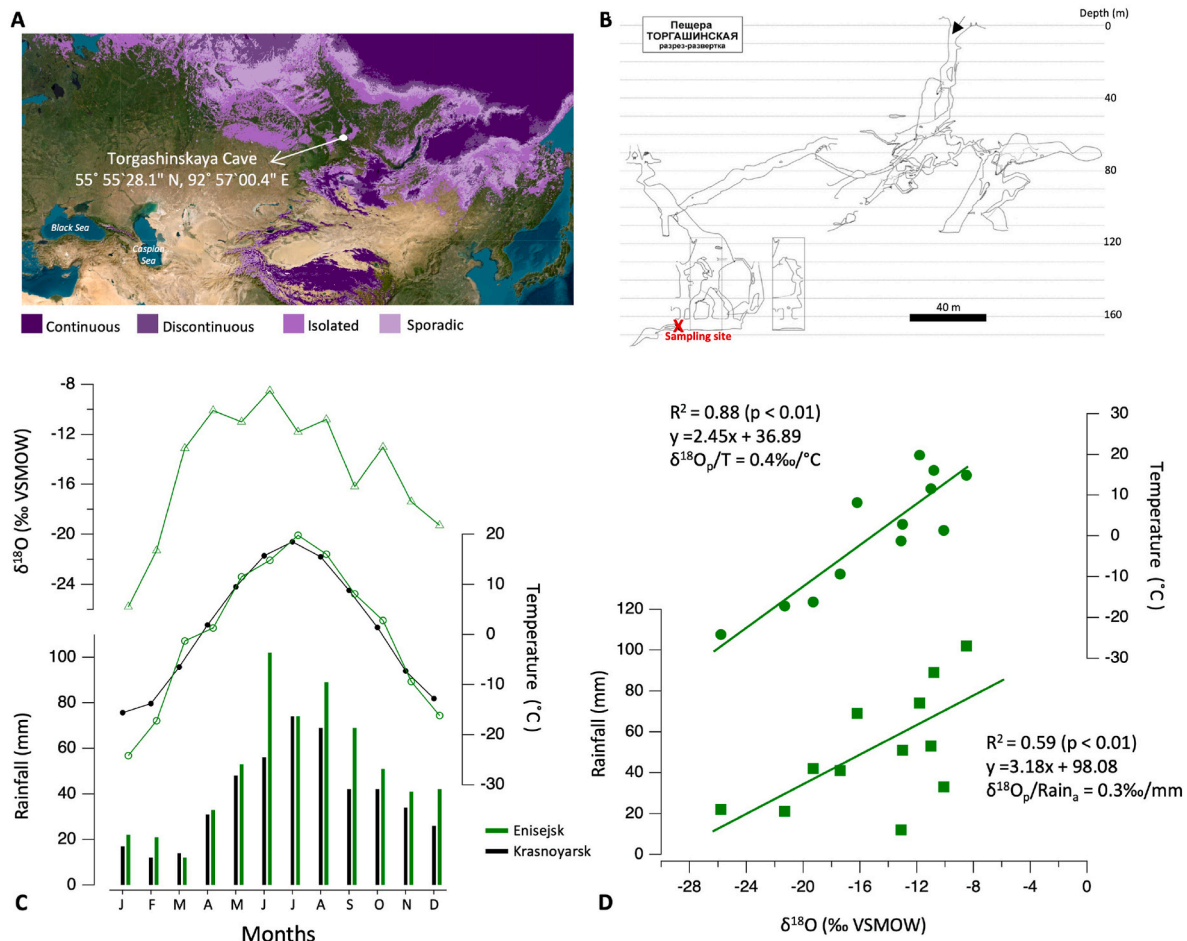 A
Torgashinskaya Cave
55˚ 55`28.1" N, 92˚ 57`00.4" E
Black Sea
Caspion
Sea
Continuous
Discontinuous
Isolated
Sporadic
B
Пещера
ТОРГАШИНСКАЯ
разрез-развертка
Depth (m)
0
40
80
120
160
40 m
X
Sampling site
-8
-12
-16
-20
-24
δ18O (‰ VSMOW)
20
10
0
-10
-20
-30
Temperature (˚C)
100
80
60
40
20
0
Rainfall (mm)
Enisejsk
Krasnoyarsk
J F M A M J J A S O N D
C
Months
R² = 0.88 (p < 0.01)
y =2.45x + 36.89
δ18Op/T = 0.4‰/°C
30
20
10
0
-10
-20
-30
Temperature (˚C)
120
100
80
60
40
20
0
Rainfall (mm)
R² = 0.59 (p < 0.01)
y =3.18x + 98.08
δ18Op/Raina = 0.3‰/mm
-28 -24 -20 -16 -12 -8 -4 0
D
δ18O (‰ VSMOW)